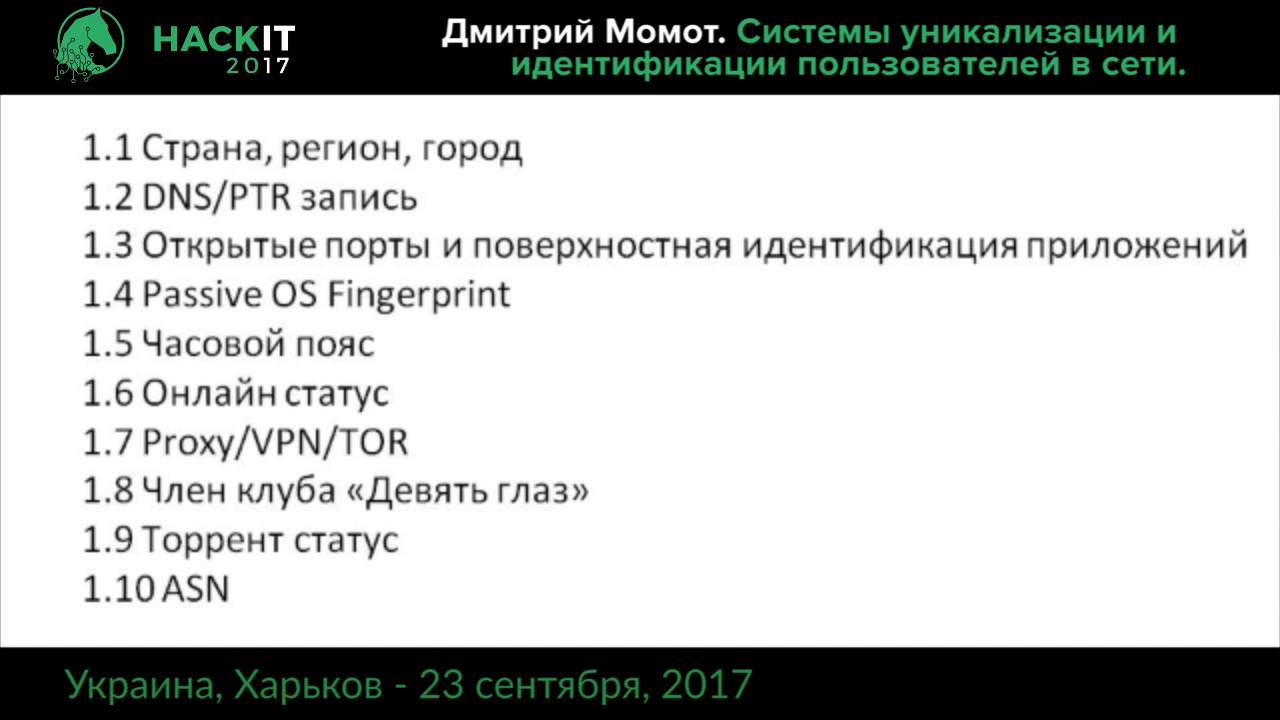 HACKIT
2017
Дмитрий Момот. Системы уникализации и
идентификации пользователей в сети.
1.1 Страна, регион, город
1.2 DNS/PTR запись
1.3 Открытые порты и поверхностная идентификация приложений
1.4 Passive OS Fingerprint
1.5 Часовой пояс
1.6 Онлайн статус
1.7 Proxy/VPN/TOR
1.8 Член клуба «Девять глаз»
1.9 Торрент статус
1.10 ASN
Украина, Харьков - 23 сентября, 2017